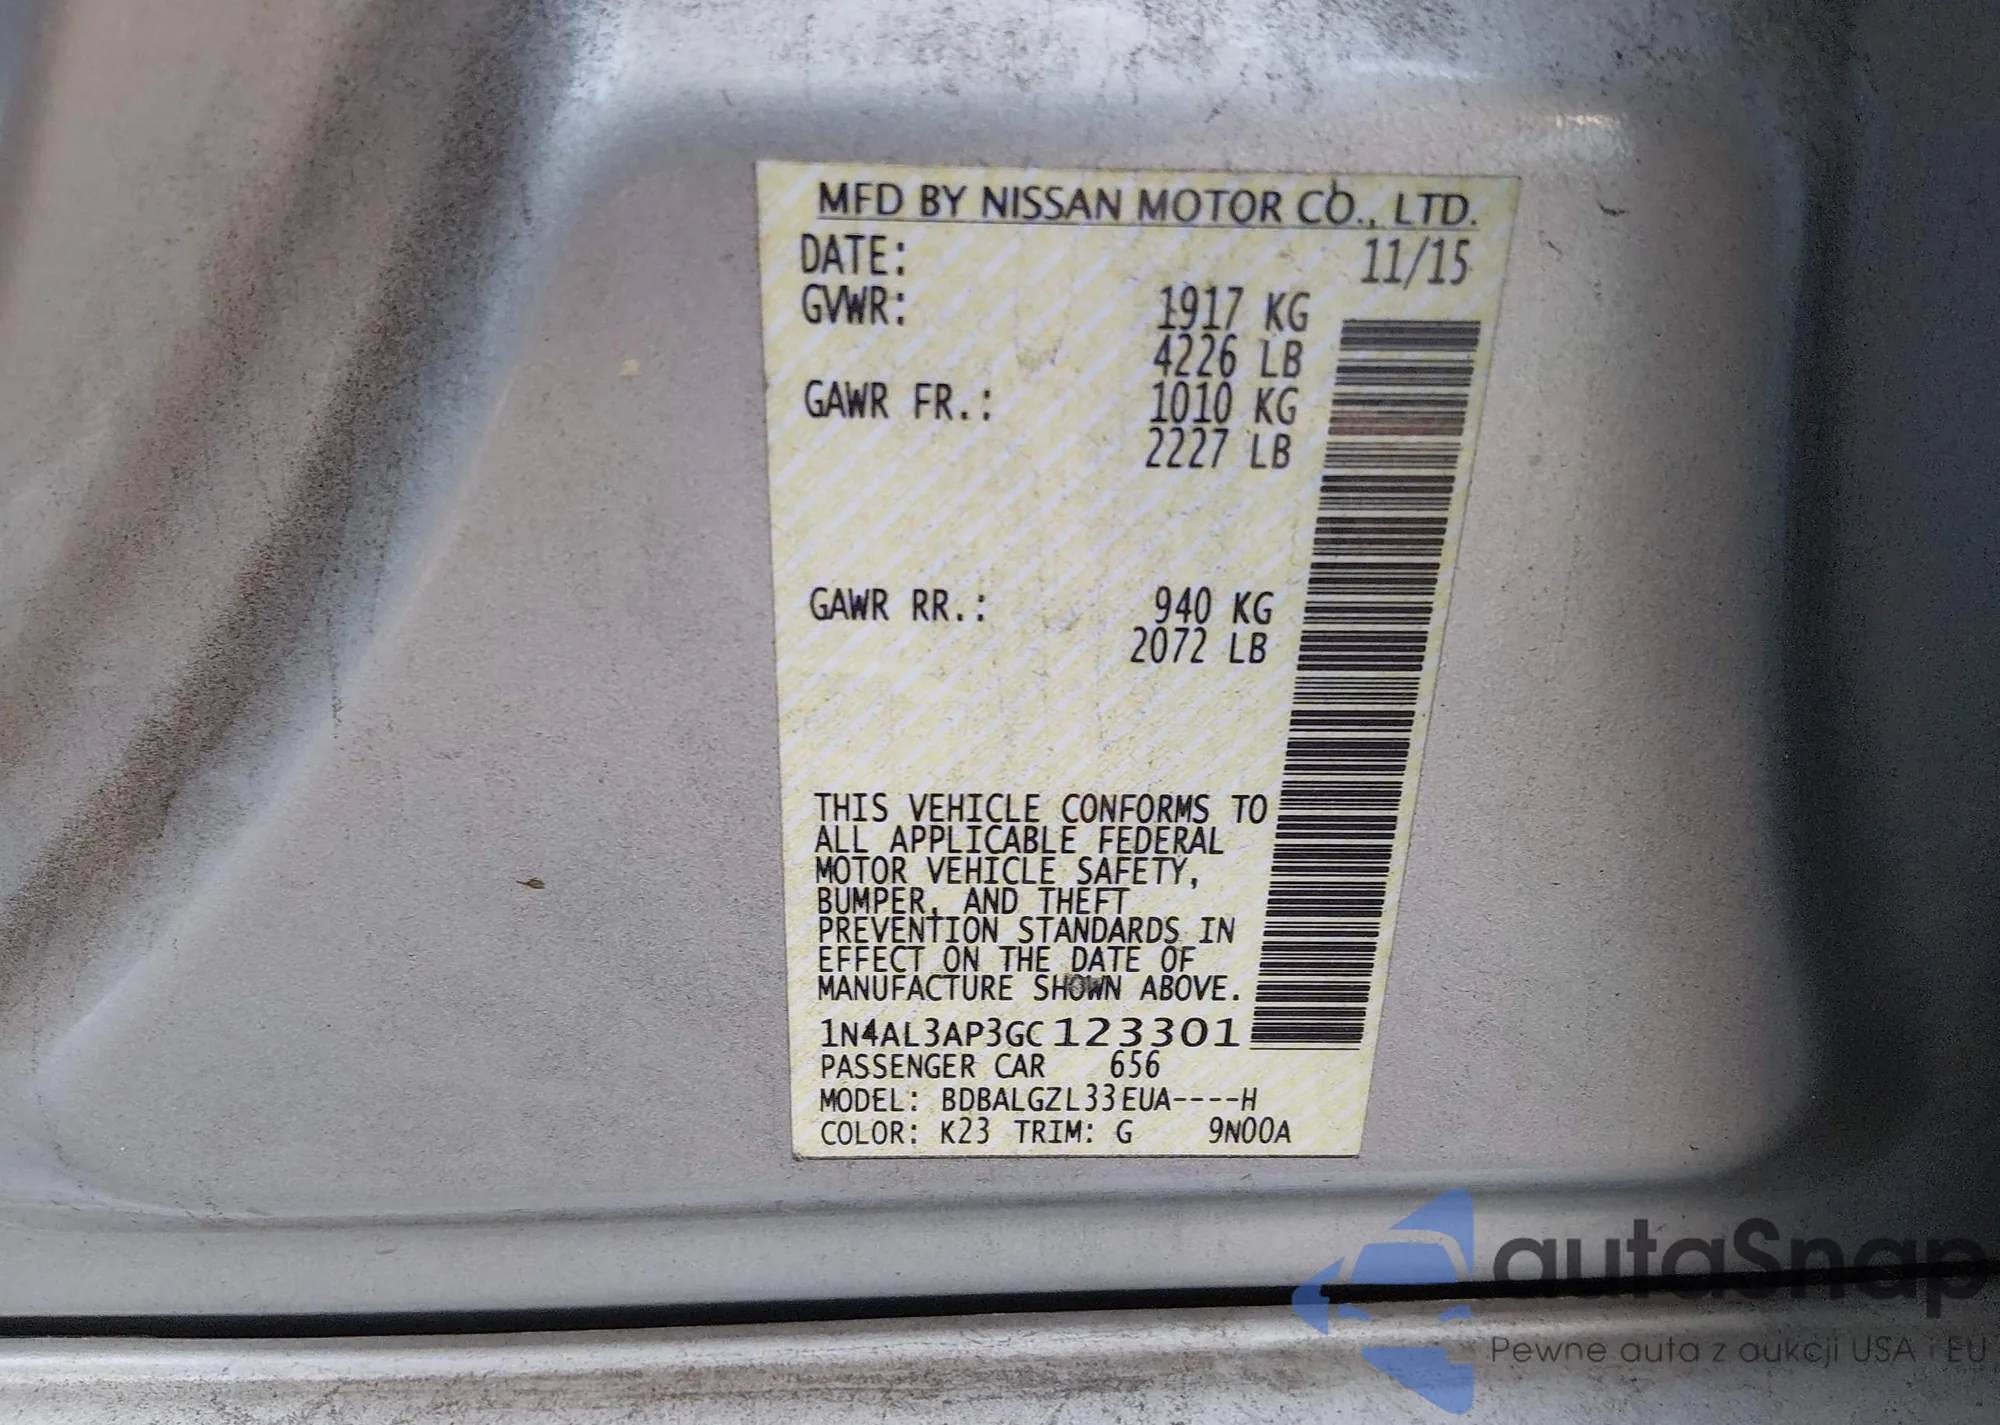 MFD BY NISSAN MOTOR CO., LTD.
DATE: 11/15
GVWR: 1917 KG
4226 LB
GAWR FR.: 1010 KG
2227 LB
GAWR RR.: 940 KG
2072 LB
THIS VEHICLE CONFORMS TO
ALL APPLICABLE FEDERAL
MOTOR VEHICLE SAFETY,
BUMPER, AND THEFT
PREVENTION STANDARDS IN
EFFECT ON THE DATE OF
MANUFACTURE SHOWN ABOVE.
1N4AL3AP3GC123301
PASSENGER CAR 656
MODEL: BDBALGZL33EUA----H
COLOR: K23 TRIM: G 9N00A
autaSnap
Pewne auta z aukcji USA i EU